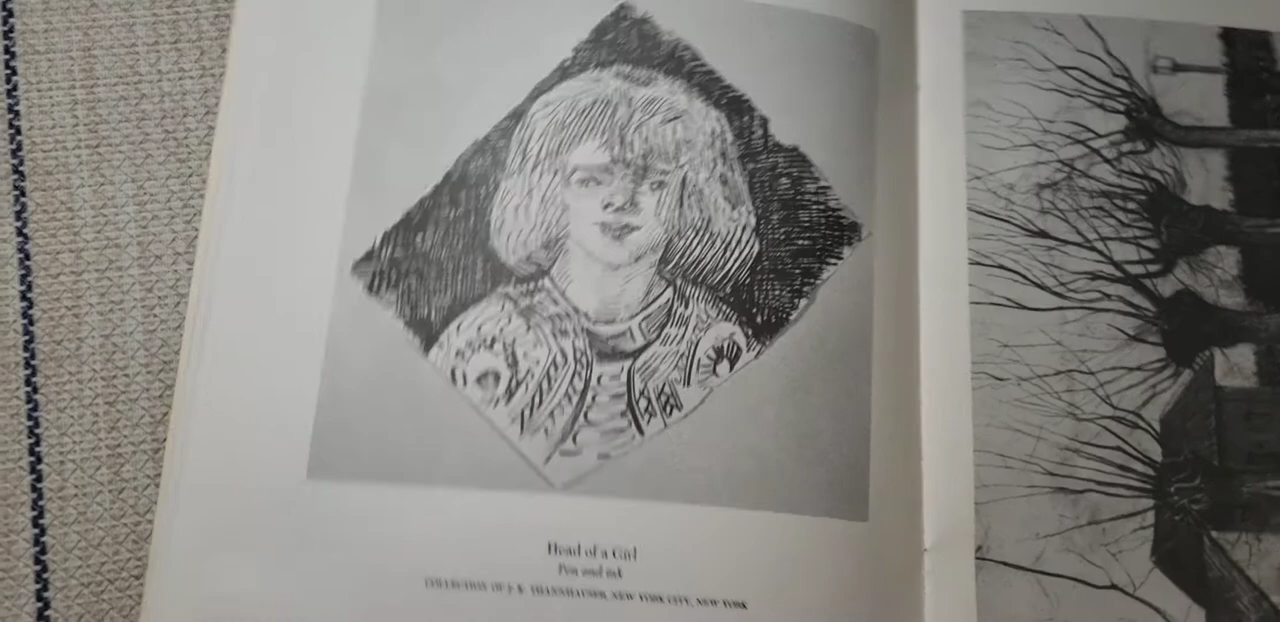 Head of a Girl
Pen and ink
COLLECTION OF J. K. THANNHAUSER, NEW YORK CITY, NEW YORK